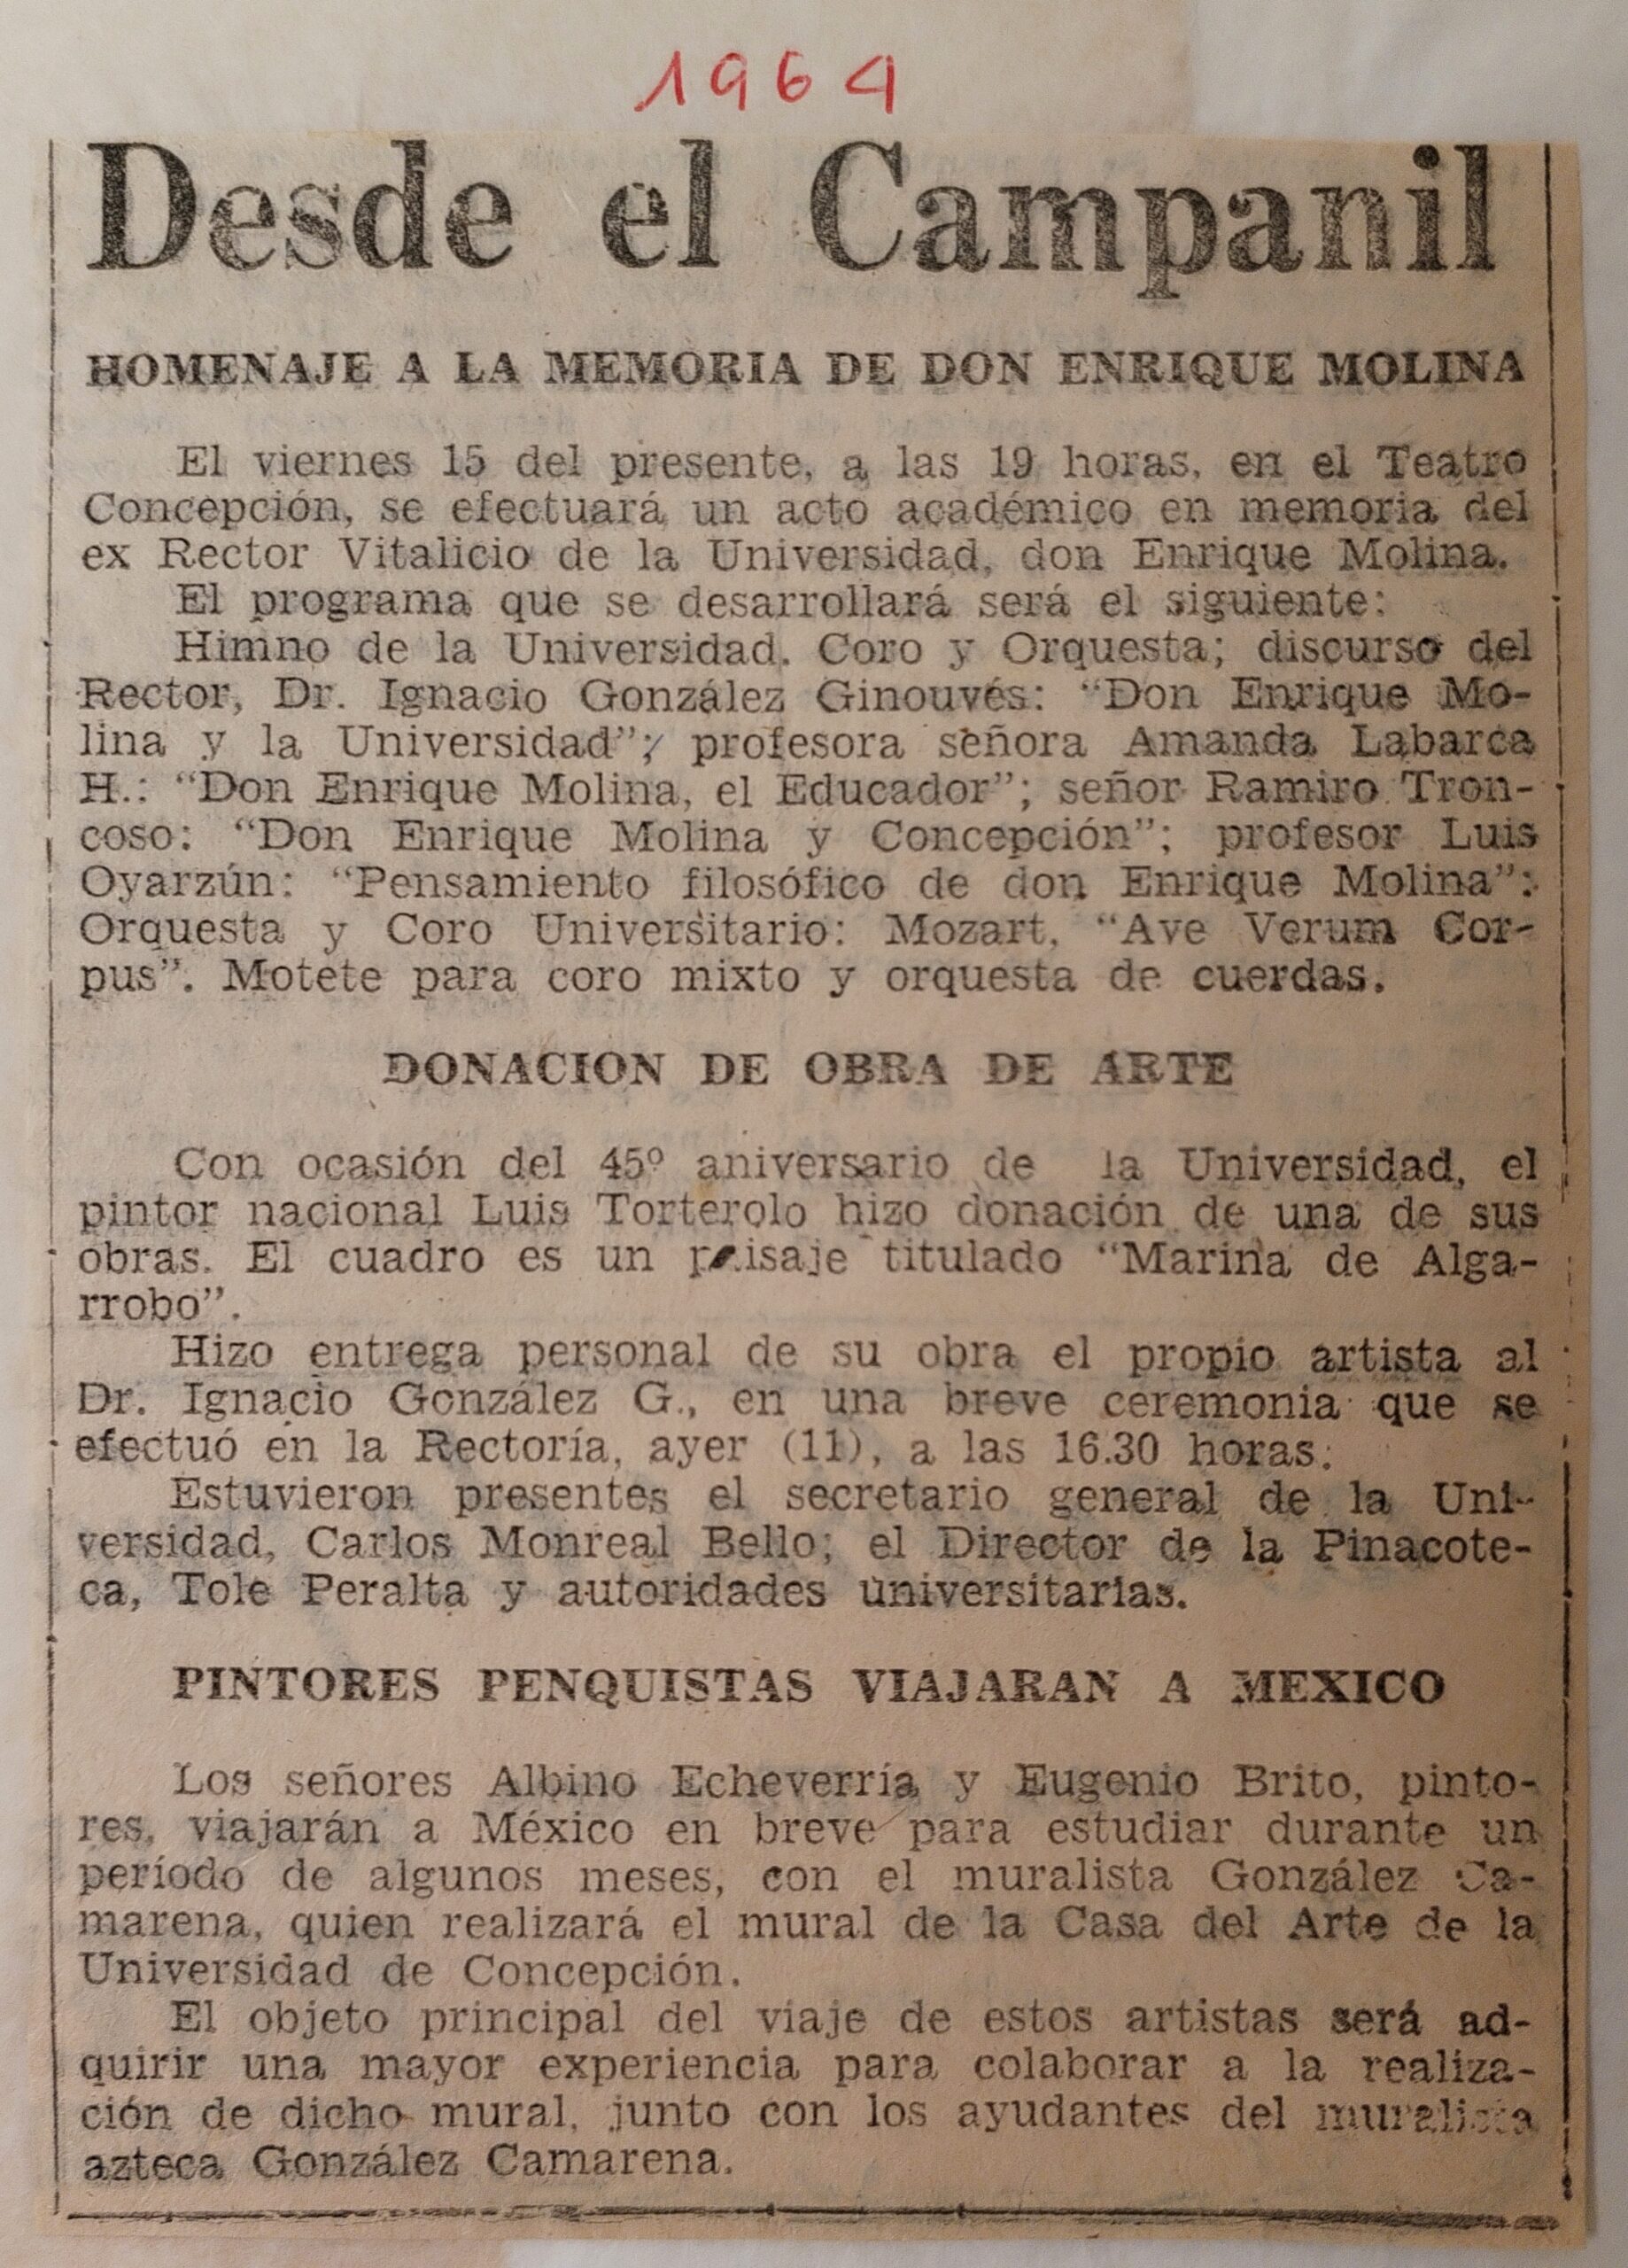 1964
Desde el Campanil
HOMENAJE A LA MEMORIA DE DON ENRIQUE MOLINA
El viernes 15 del presente, a las 19 horas, en el Teatro
Concepción, se efectuará un acto académico en memoria del
ex Rector Vitalicio de la Universidad, don Enrique Molina.
El programa que se desarrollará será el siguiente:
Himno de la Universidad. Coro y Orquesta; discurso del
Rector, Dr. Ignacio González Ginouvés: “Don Enrique Mo-
lina y la Universidad”; profesora señora Amanda Labarca
H.: “Don Enrique Molina, el Educador”; señor Ramiro Tron-
coso: “Don Enrique Molina y Concepción”; profesor Luis
Oyarzún: “Pensamiento filosófico de don Enrique Molina”:
Orquesta y Coro Universitario: Mozart, “Ave Verum Cor-
pus”. Motete para coro mixto y orquesta de cuerdas.
DONACION DE OBRA DE ARTE
Con ocasión del 45º aniversario de la Universidad, el
pintor nacional Luis Torterolo hizo donación de una de sus
obras. El cuadro es un paisaje titulado “Marina de Alga-
rrobo”.
Hizo entrega personal de su obra el propio artista al
Dr. Ignacio González G., en una breve ceremonia que se
efectuó en la Rectoría, ayer (11), a las 16.30 horas:
Estuvieron presentes el secretario general de la Uni-
versidad, Carlos Monreal Bello; el Director de la Pinacote-
ca, Tole Peralta y autoridades universitarias.
PINTORES PENQUISTAS VIAJARAN A MEXICO
Los señores Albino Echeverría y Eugenio Brito, pinto-
res, viajarán a México en breve para estudiar durante un
período de algunos meses, con el muralista González Ca-
marena, quien realizará el mural de la Casa del Arte de la
Universidad de Concepción.
El objeto principal del viaje de estos artistas será ad-
quirir una mayor experiencia para colaborar a la realiza-
ción de dicho mural, junto con los ayudantes del muralista
azteca González Camarena.